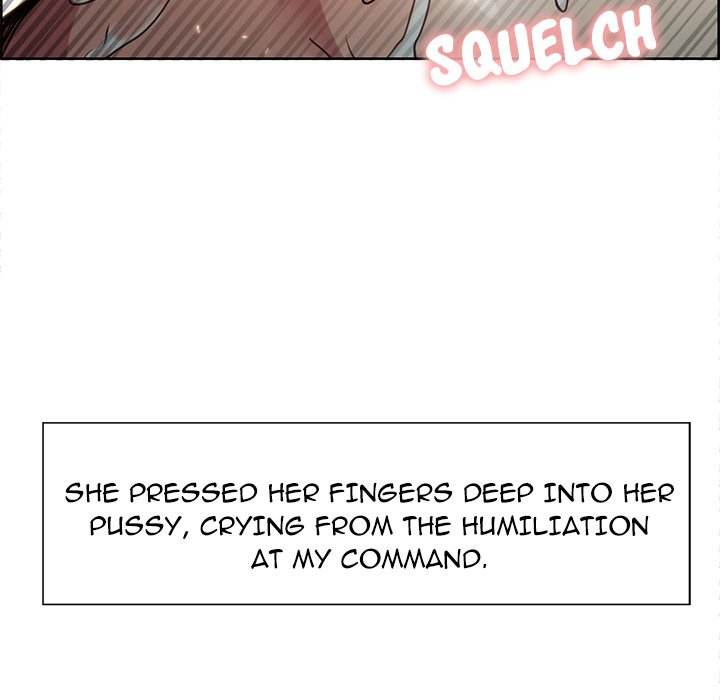 SQUELCH
SHE PRESSED HER FINGERS DEEP INTO HER
PUSSY, CRYING FROM THE HUMILIATION
AT MY COMMAND.